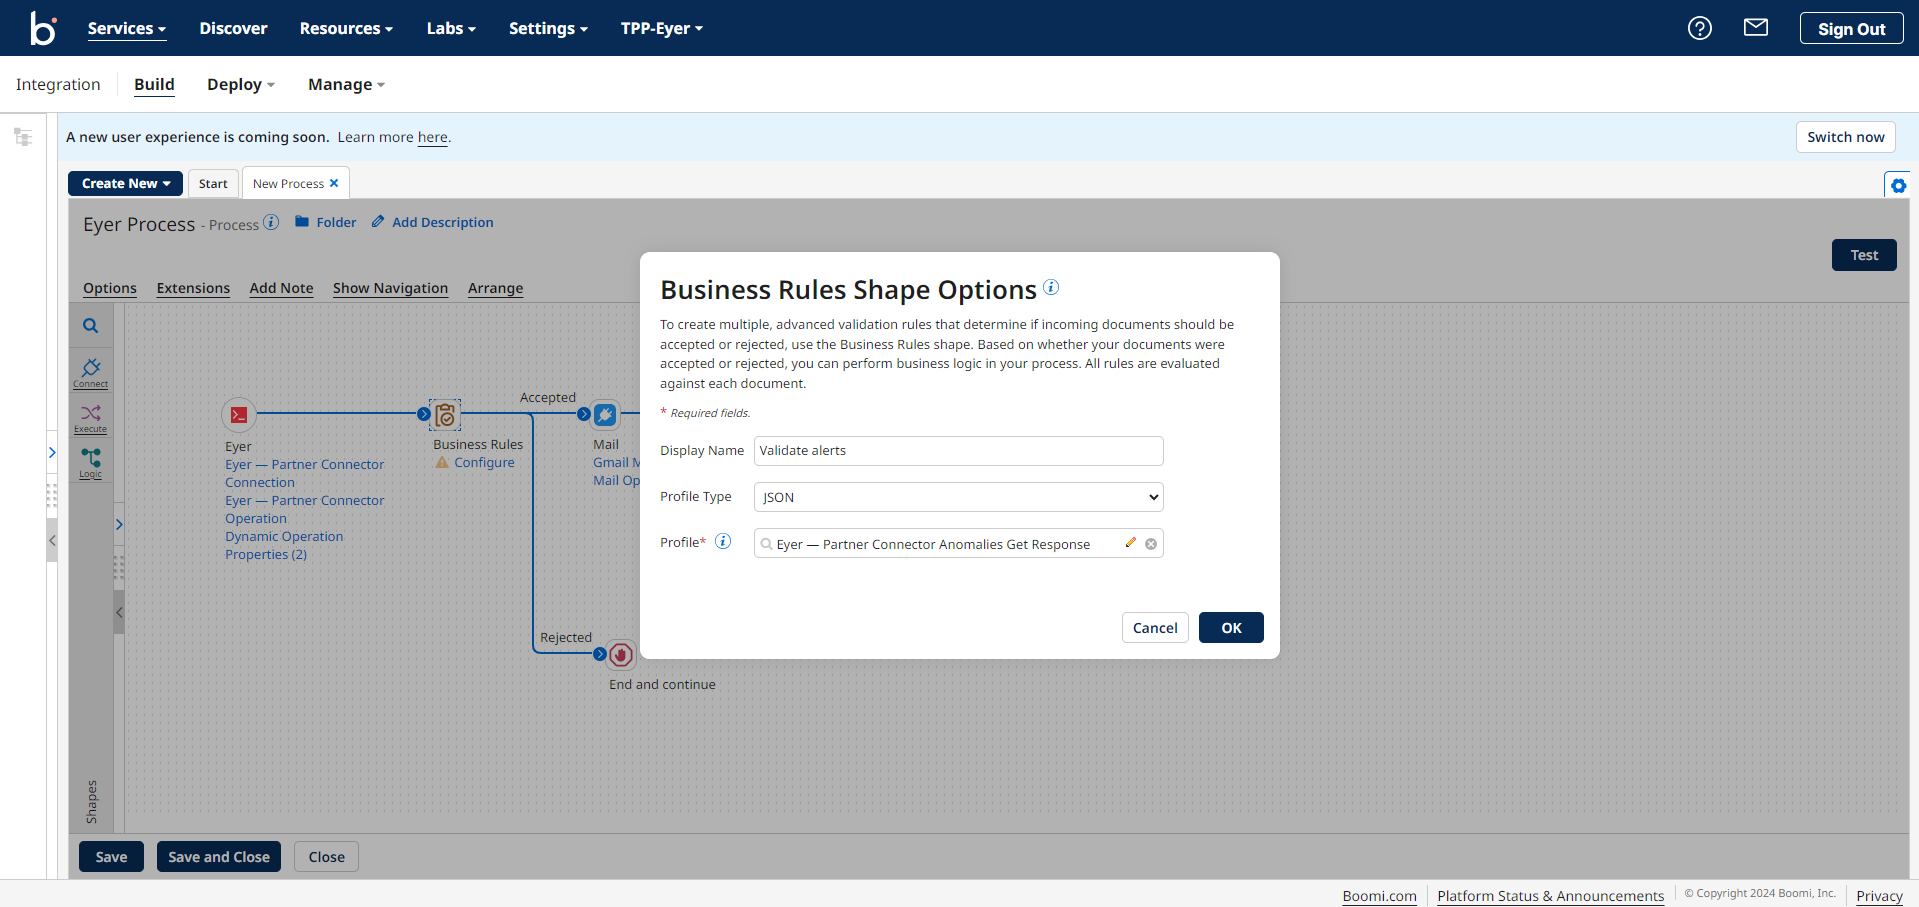 b
Services Discover Resources Labs Settings TPP-Eyer
Sign Out
Integration Build Deploy Manage
A new user experience is coming soon. Learn more here.
Switch now
Create New Start New Process
Eyer Process - Process Folder Add Description
Test
Options Extensions Add Note Show Navigation Arrange
Connect
Execute
Logic
Shapes
Eyer
Eyer — Partner Connector
Connection
Eyer — Partner Connector
Operation
Dynamic Operation
Properties (2)
Business Rules
Configure
Accepted
Mail
Gmail M
Mail Op
Rejected
End and continue
Business Rules Shape Options
To create multiple, advanced validation rules that determine if incoming documents should be
accepted or rejected, use the Business Rules shape. Based on whether your documents were
accepted or rejected, you can perform business logic in your process. All rules are evaluated
against each document.
* Required fields.
Display Name Validate alerts
Profile Type JSON
Profile* Eyer — Partner Connector Anomalies Get Response
Cancel OK
Save Save and Close Close
Boomi.com Platform Status & Announcements © Copyright 2024 Boomi, Inc. Privacy